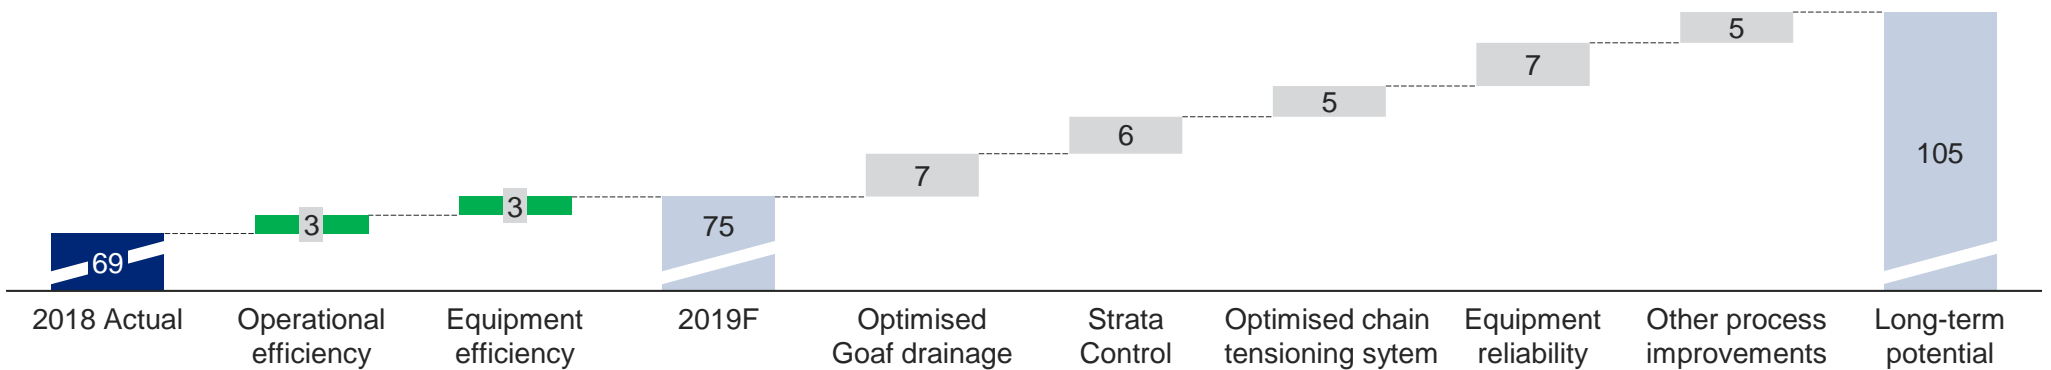 5
7
5
6
105
7
3
75
3
69
2018 Actual
Operational
efficiency
Equipment
efficiency
2019F
Optimised
Goaf drainage
Strata
Control
Optimised chain
tensioning sytem
Equipment
reliability
Other process
improvements
Long-term
potential